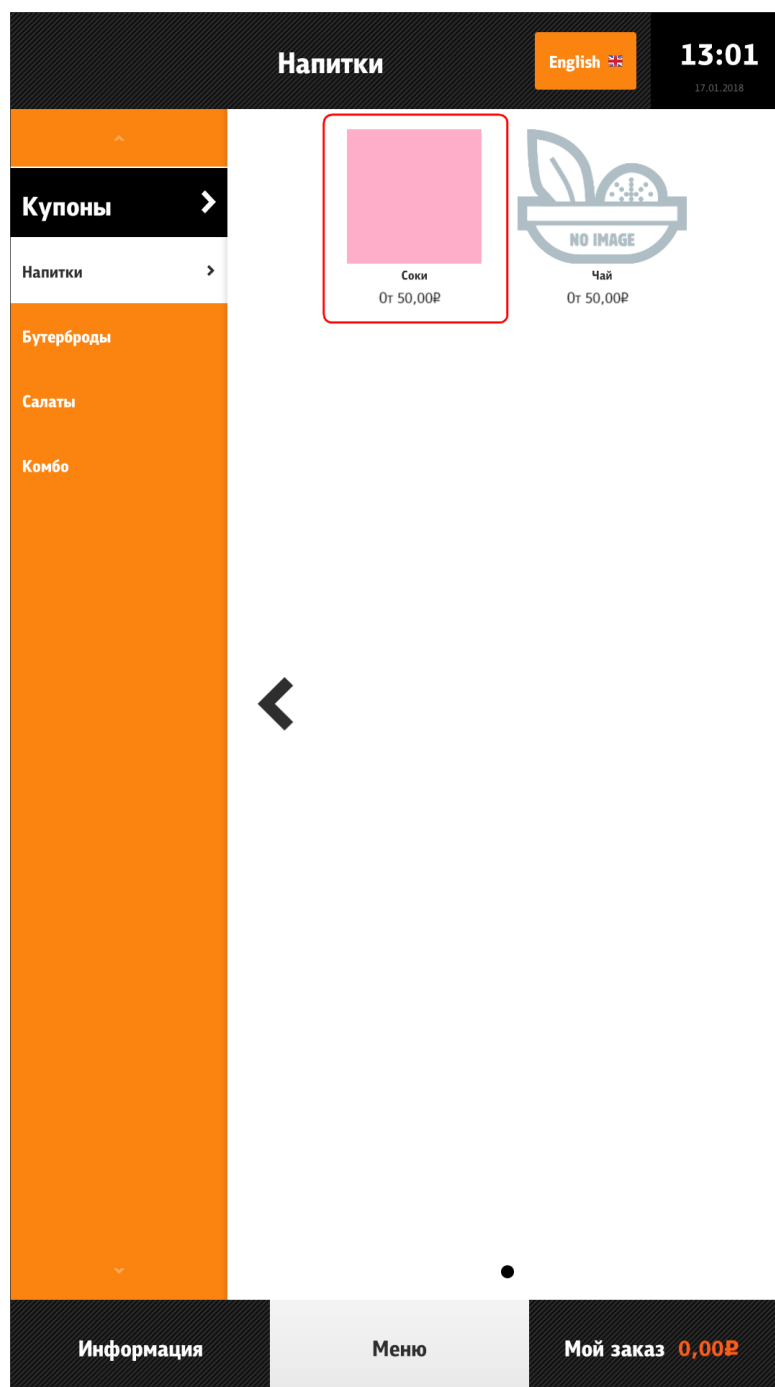 Напитки
English
13:01
17.01.2018
Купоны
Напитки
Бутерброды
Салаты
Комбо
NO IMAGE
Соки
Чай
От 50,00₽
От 50,00₽
Информация
Меню
Мой заказ 0,00₽